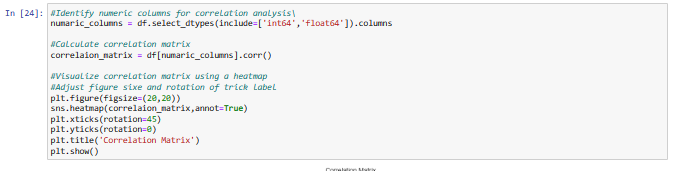 In [24]: #Identify numeric columns for correlation analysis\
numaric_columns = df.select_dtypes(include=['int64','float64']).columns
#Calculate correlation matrix
correlaion_matrix = df[numaric_columns].corr()
#Visualize correlation matrix using a heatmap
#Adjust figure sixe and rotation of trick label
plt.figure(figsize=(20,20))
sns.heatmap(correlaion_matrix,annot=True)
plt.xticks(rotation=45)
plt.yticks(rotation=0)
plt.title('Correlation Matrix')
plt.show()
Correlation Matrix